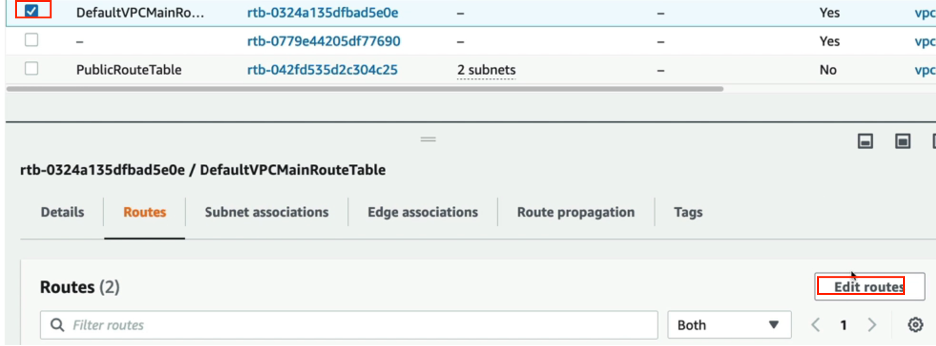 DefaultVPCMainRo... rtb-0324a135dfbad5e0e – – Yes vpc
– rtb-0779e44205df77690 – – Yes vpc
PublicRouteTable rtb-042fd535d2c304c25 2 subnets – No vpc
rtb-0324a135dfbad5e0e / DefaultVPCMainRouteTable
Details Routes Subnet associations Edge associations Route propagation Tags
Routes (2) Edit routes
Filter routes Both 1